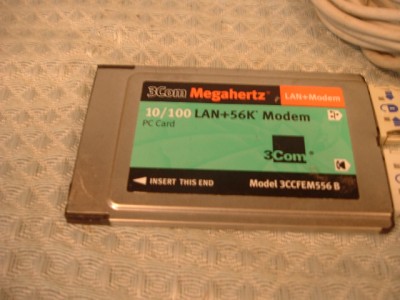 3Com Megahertz® LAN+Modem
10/100 LAN+56K* Modem
PC Card
3Com®
INSERT THIS END Model 3CCFEM556B